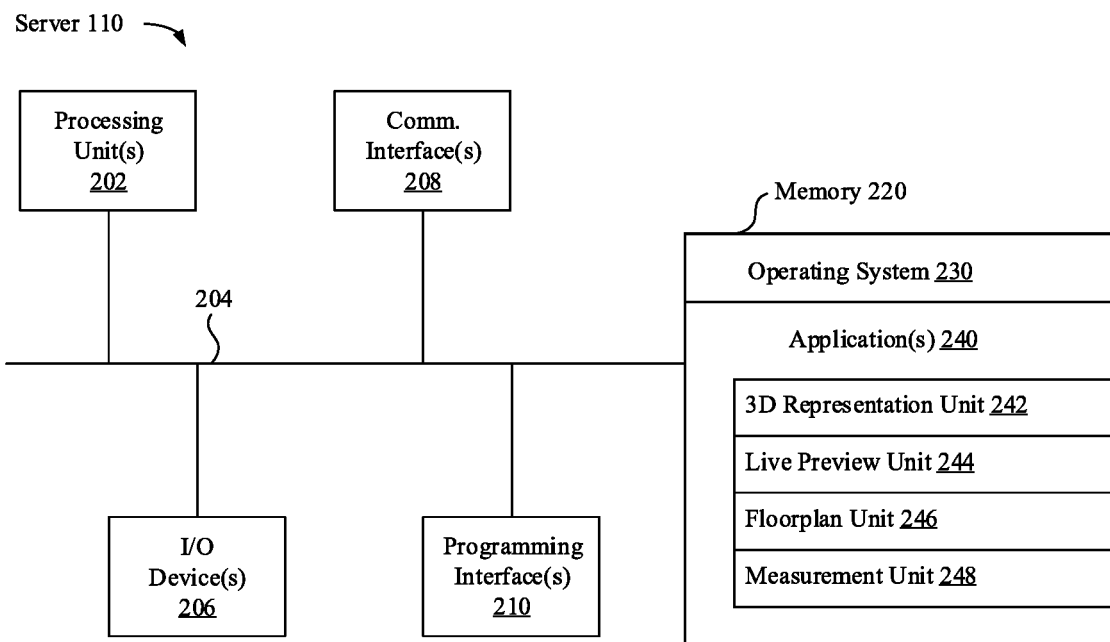 Server 110
Processing
Unit(s)
202
Comm.
Interface(s)
208
Memory 220
Operating System 230
204
Application(s) 240
3D Representation Unit 242
Live Preview Unit 244
Floorplan Unit 246
Measurement Unit 248
I/O
Device(s)
206
Programming
Interface(s)
210